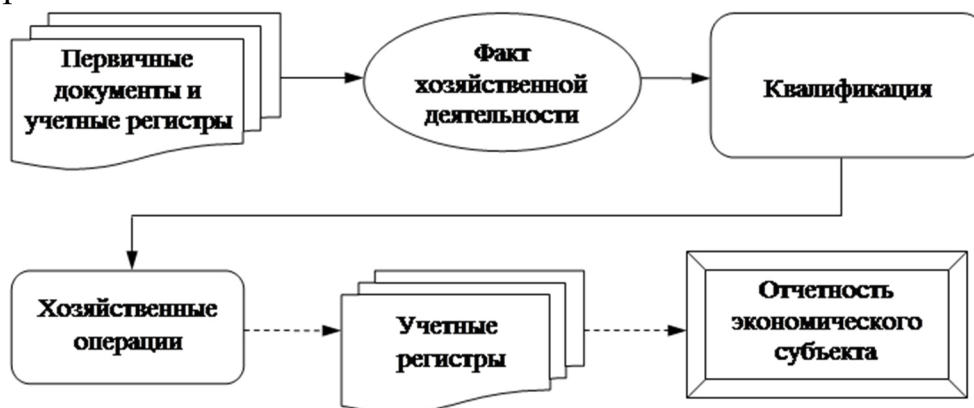 Первичные
документы и
учетные регистры
Факт
хозяйственной
деятельности
Квалификация
Хозяйственные
операции
Учетные
регистры
Отчетность
экономического
субъекта